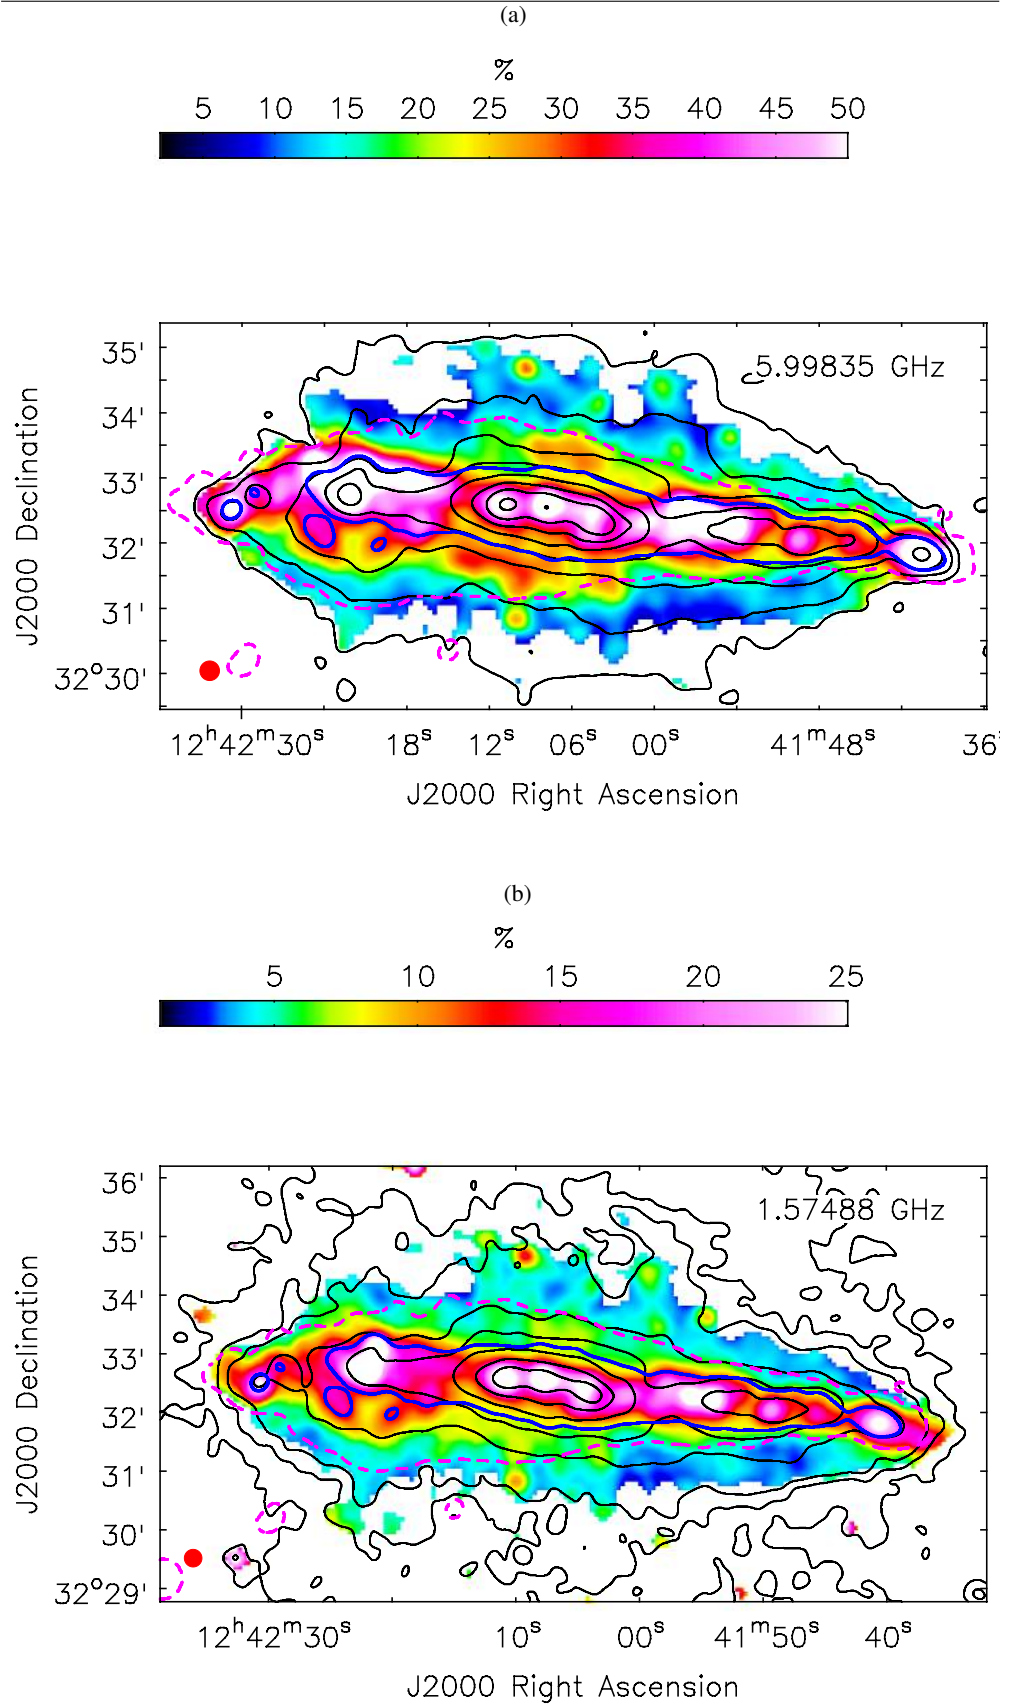 (a)
%
5 10 15 20 25 30 35 40 45 50
5.99835 GHz
35'
34'
33'
32'
31'
32°30'
J2000 Declination
12ʰ42ᵐ30ˢ 18ˢ 12ˢ 06ˢ 00ˢ 41ᵐ48ˢ 36ˢ
J2000 Right Ascension
(b)
%
5 10 15 20 25
1.57488 GHz
36'
35'
34'
33'
32'
31'
30'
32°29'
J2000 Declination
12ʰ42ᵐ30ˢ 10ˢ 00ˢ 41ᵐ50ˢ 40ˢ
J2000 Right Ascension